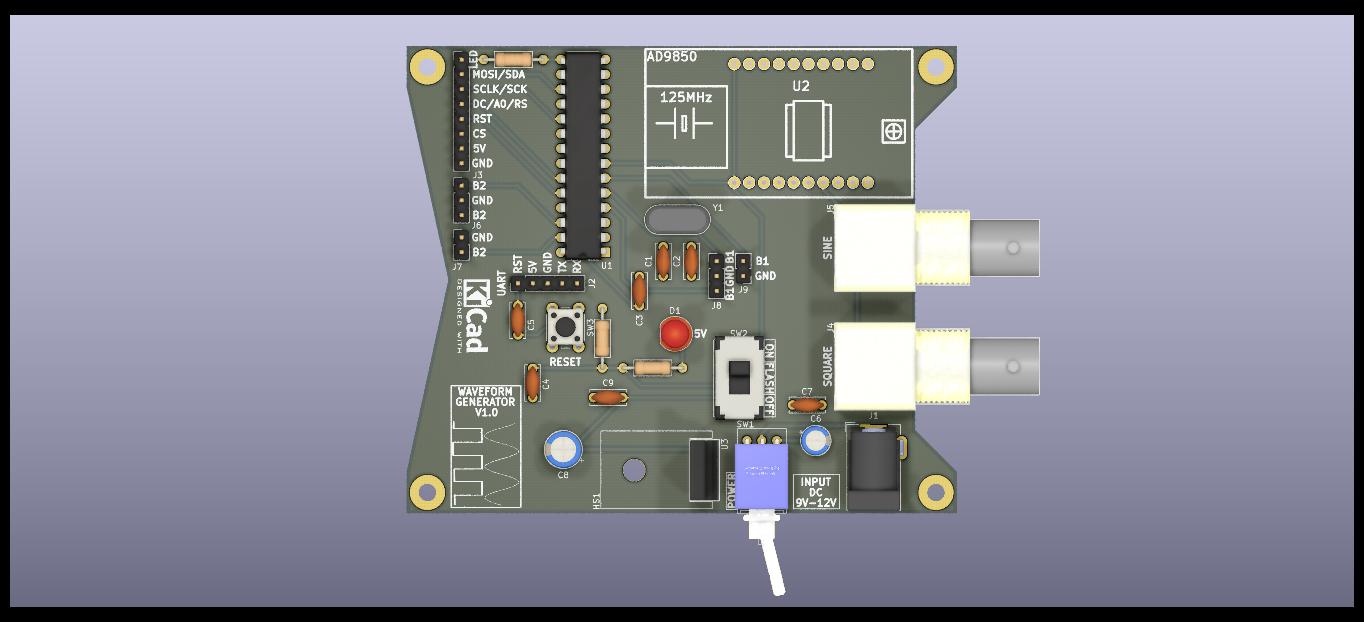 LED
MOSI/SDA
SCLK/SCK
DC/A0/RS
RST
CS
5V
GND
J3
B2
GND
B2
J6
GND
B2
J7
AD9850
125MHz
U2
Y1
U1
UART
RST
5V
GND
TX
RX
J2
C1
C2
C3
B1
GND
B1
J8
B1
GND
J9
J5
SINE
J4
SQUARE
KiCad
DESIGNED WITH
C5
SW3
RESET
D1
5V
SW2
ON
FLASH
OFF
C4
C9
C7
C6
J1
WAVEFORM
GENERATOR
V1.0
C8
HS1
U3
SW1
POWER
INPUT
DC
9V-12V